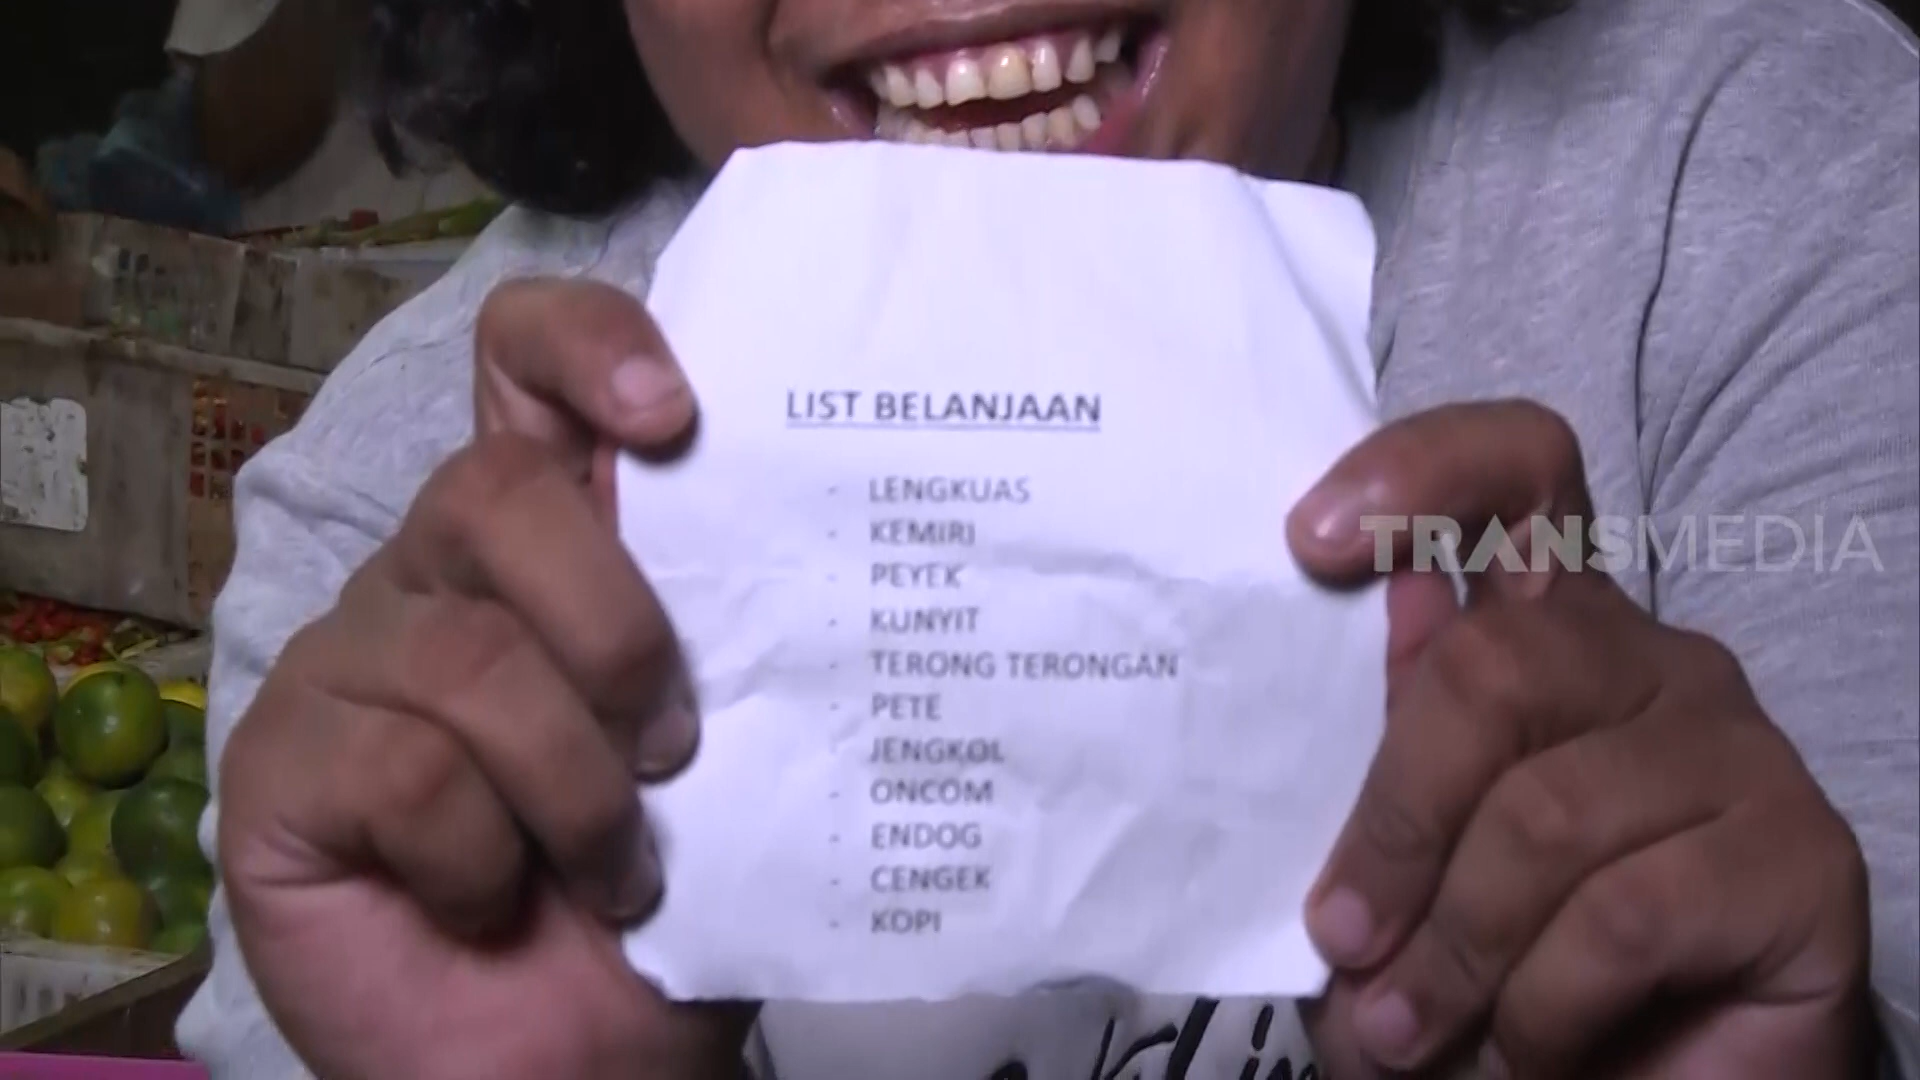 LIST BELANJAAN
- LENGKUAS
- KEMIRI
- PEYEK
- KUNYIT
- TERONG TERONGAN
- PETE
- JENGKOL
- ONCOM
- ENDOG
- CENGEK
- KOPI
TRANSMEDIA